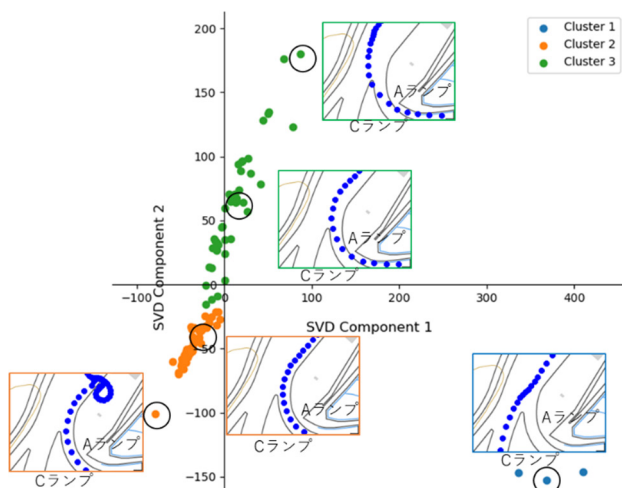 200
150
100
50
0
-50
-100
-150
−100
0
100
200
300
400
SVD Component 2
SVD Component 1
Cluster 1
Cluster 2
Cluster 3
Aランプ
Cランプ
Aランプ
Cランプ
Aランプ
Cランプ
Aランプ
Cランプ
Aランプ
Cランプ